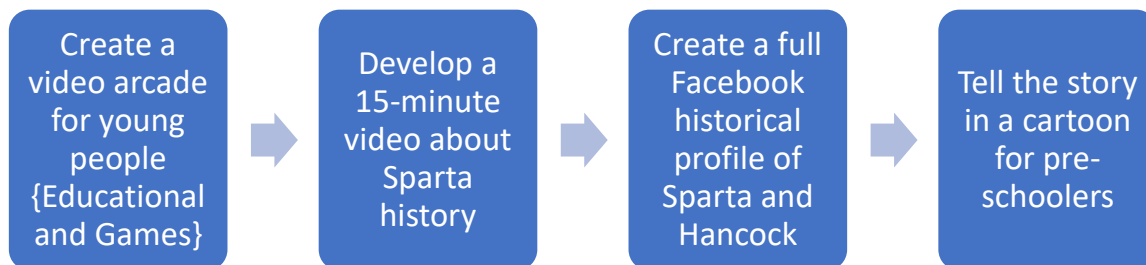 Create a
video arcade
for young
people
{Educational
and Games}
Develop a
15-minute
video about
Sparta
history
Create a full
Facebook
historical
profile of
Sparta and
Hancock
Tell the story
in a cartoon
for pre-
schoolers